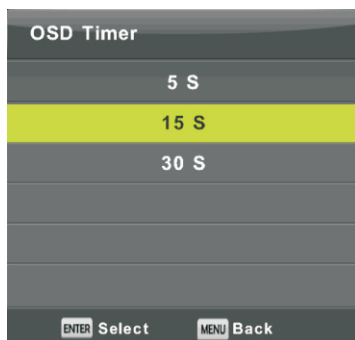 OSD Timer
5 S
15 S
30 S
ENTER Select MENU Back